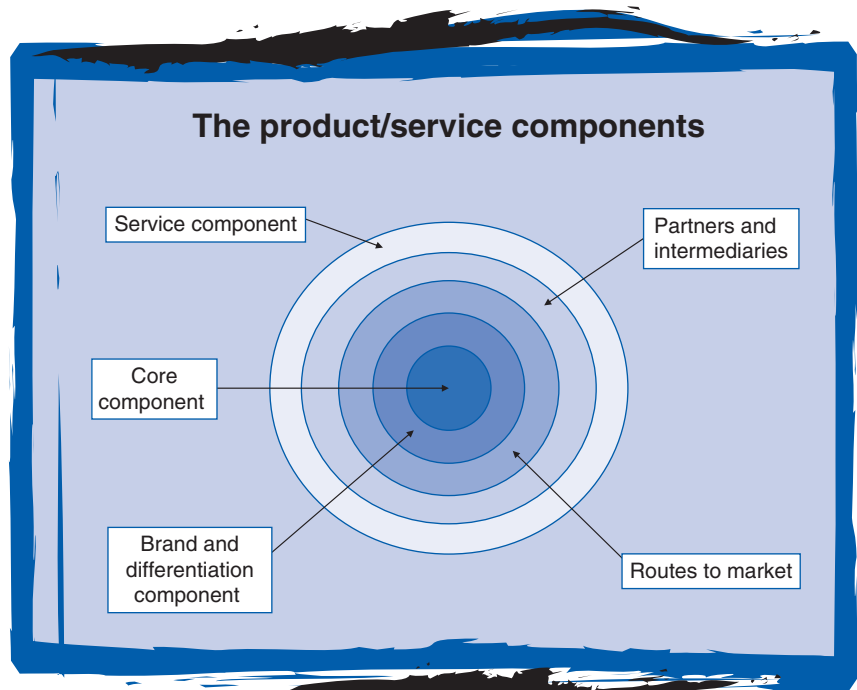 The product/service components
Service component
Partners and
intermediaries
Core
component
Brand and
differentiation
component
Routes to market